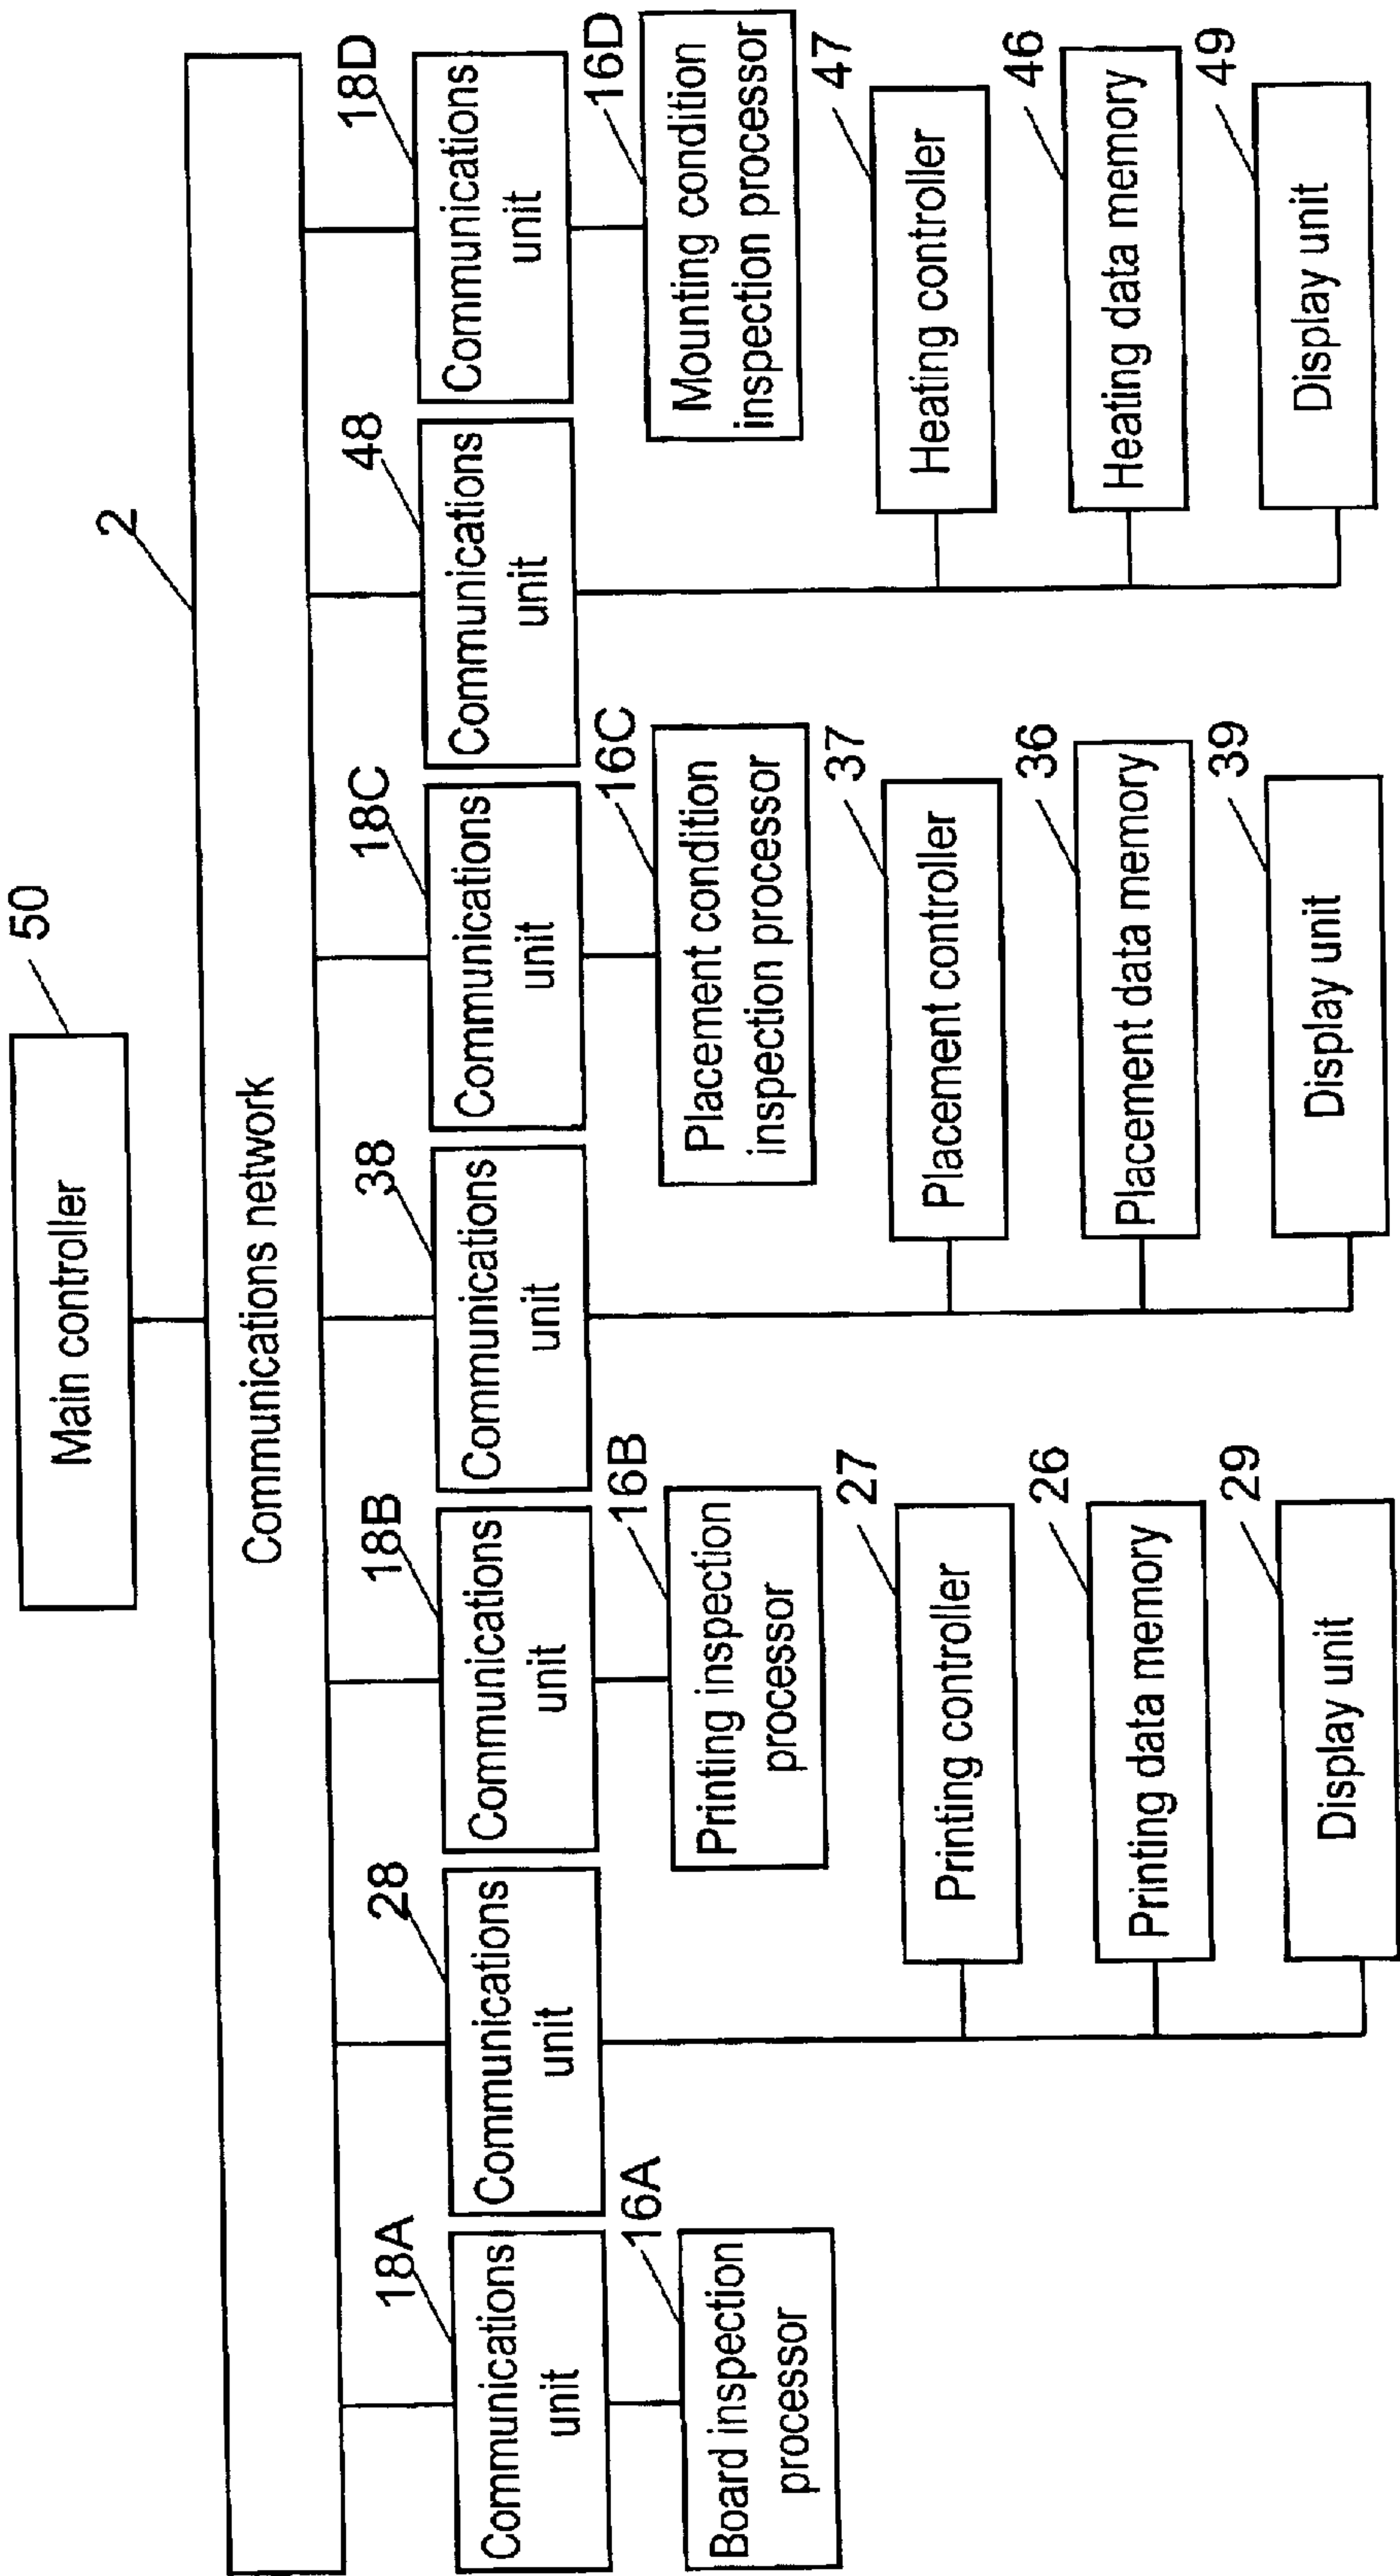 50
Main controller
2
Communications network
18A
28
18B
38
18C
48
18D
Communications
unit
Communications
unit
Communications
unit
Communications
unit
Communications
unit
Communications
unit
Communications
unit
16A
Board inspection
processor
16B
Printing inspection
processor
16C
Placement condition
inspection processor
16D
Mounting condition
inspection processor
27
Printing controller
37
Placement controller
47
Heating controller
26
Printing data memory
36
Placement data memory
46
Heating data memory
29
Display unit
39
Display unit
49
Display unit